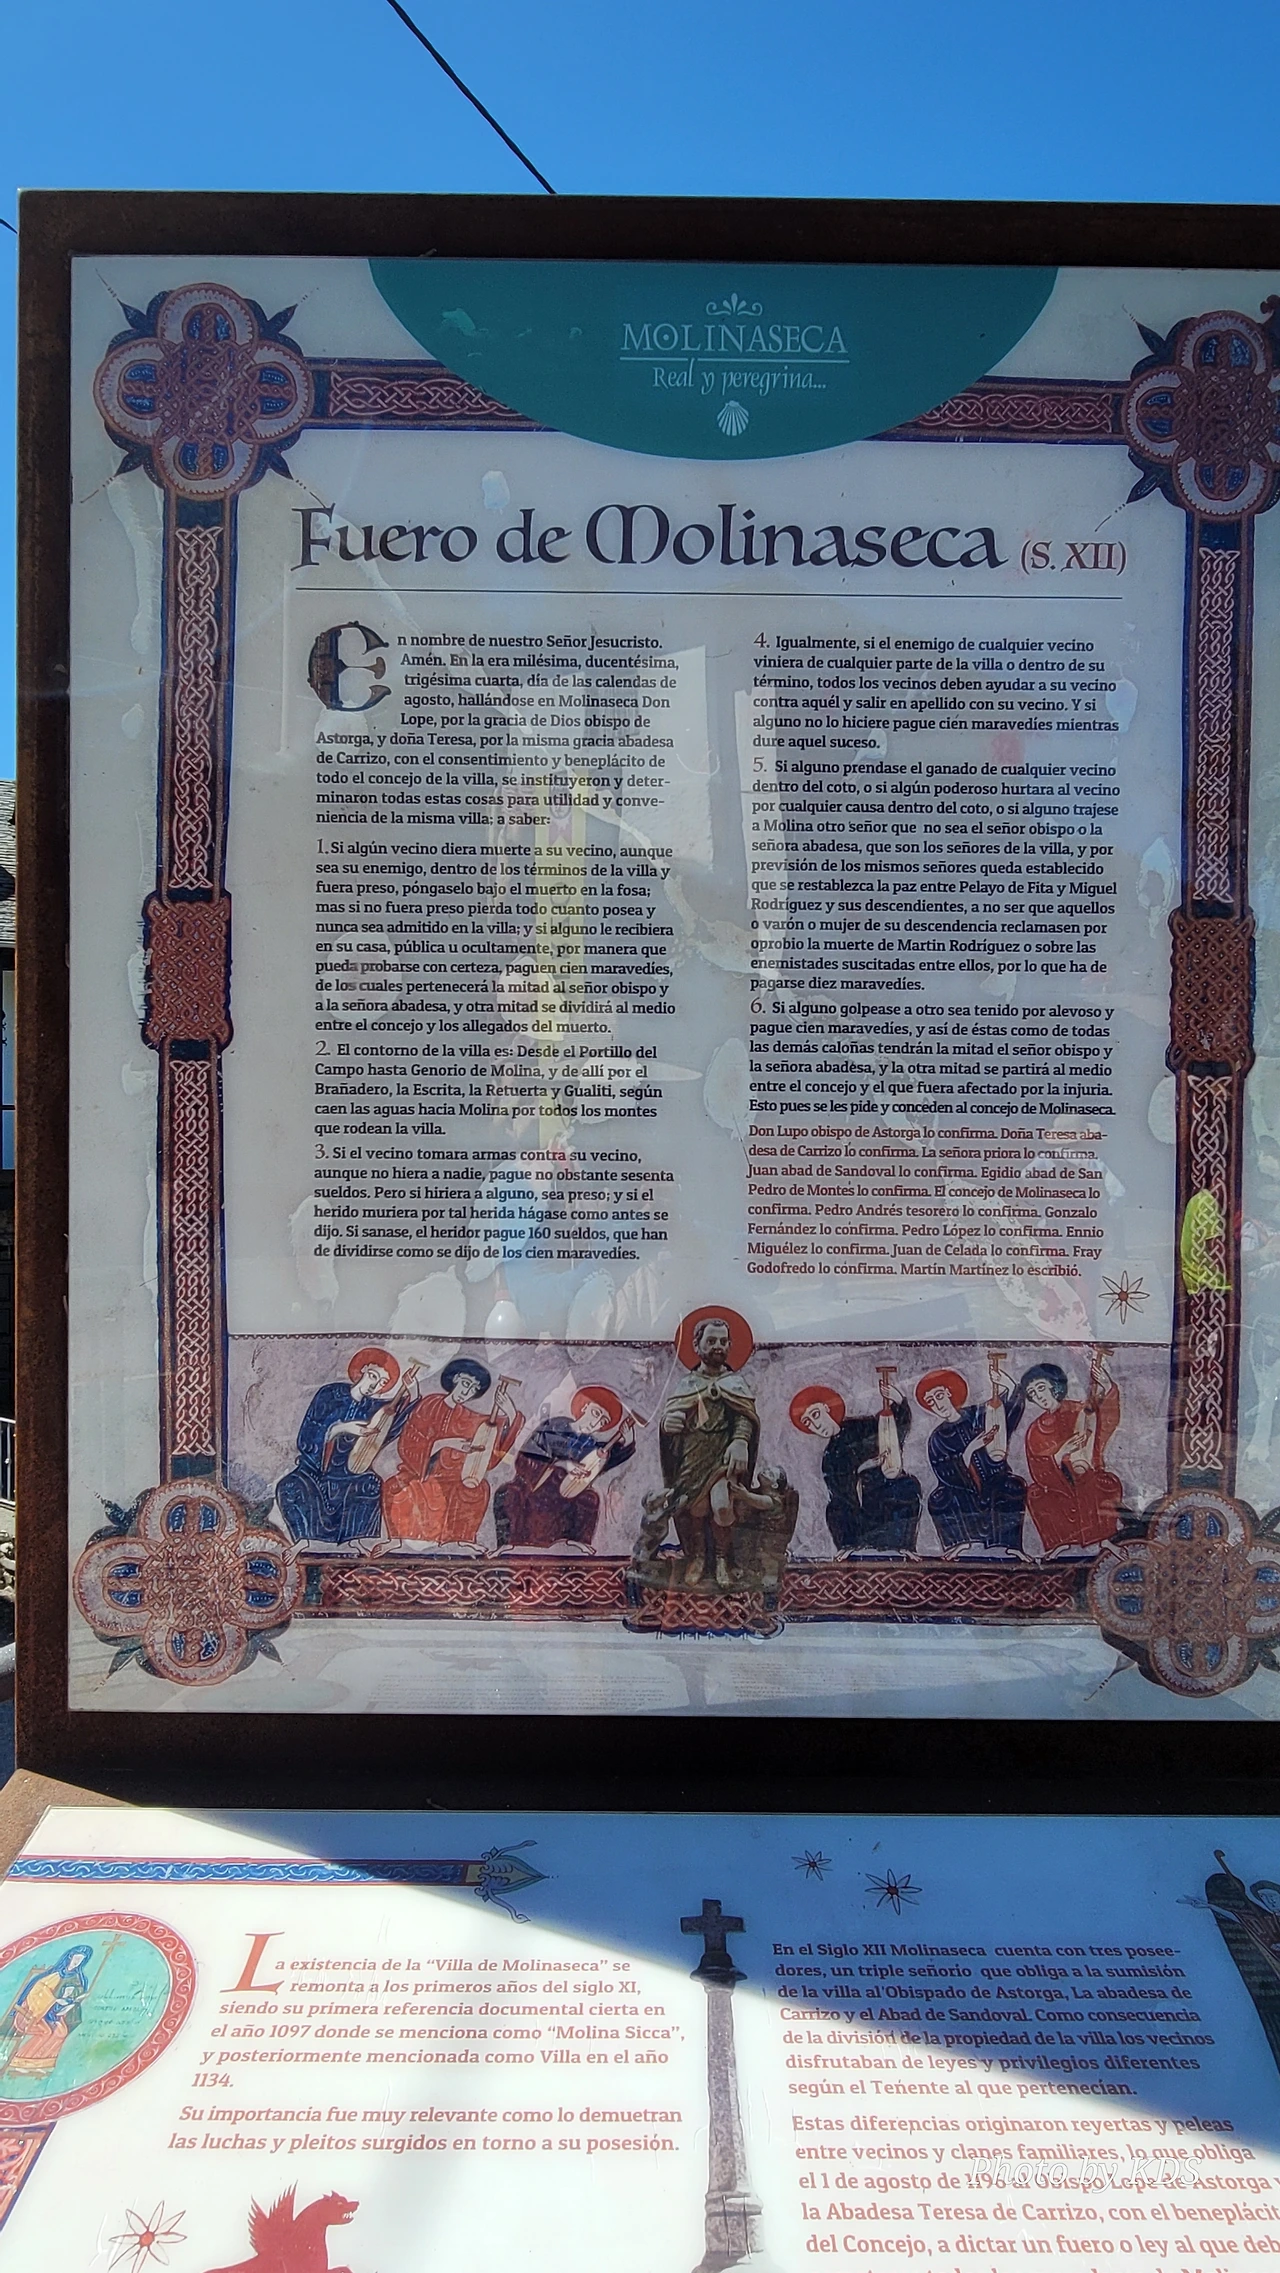 MOLINASECA
Real y peregrina...
Fuero de Molinaseca (S. XII)
En nombre de nuestro Señor Jesucristo.
Amén. En la era milésima, ducentésima,
trigésima cuarta, día de las calendas de
agosto, hallándose en Molinaseca Don
Lope, por la gracia de Dios obispo de
Astorga, y doña Teresa, por la misma gracia abadesa
de Carrizo, con el consentimiento y beneplácito de
todo el concejo de la villa, se instituyeron y deter-
minaron todas estas cosas para utilidad y conve-
niencia de la misma villa; a saber:
1. Si algún vecino diera muerte a su vecino, aunque
sea su enemigo, dentro de los términos de la villa y
fuera preso, póngaselo bajo el muerto en la fosa;
mas si no fuera preso pierda todo cuanto posea y
nunca sea admitido en la villa; y si alguno le recibiera
en su casa, pública u ocultamente, por manera que
pueda probarse con certeza, paguen cien maravedíes,
de los cuales pertenecerá la mitad al señor obispo y
a la señora abadesa, y otra mitad se dividirá al medio
entre el concejo y los allegados del muerto.
2. El contorno de la villa es: Desde el Portillo del
Campo hasta Genorio de Molina, y de allí por el
Brañadero, la Escrita, la Retuerta y Gualiti, según
caen las aguas hacia Molina por todos los montes
que rodean la villa.
3. Si el vecino tomara armas contra su vecino,
aunque no hiera a nadie, pague no obstante sesenta
sueldos. Pero si hiriera a alguno, sea preso; y si el
herido muriera por tal herida hágase como antes se
dijo. Si sanase, el heridor pague 160 sueldos, que han
de dividirse como se dijo de los cien maravedíes.
4. Igualmente, si el enemigo de cualquier vecino
viniera de cualquier parte de la villa o dentro de su
término, todos los vecinos deben ayudar a su vecino
contra aquél y salir en apellido con su vecino. Y si
alguno no lo hiciere pague cien maravedíes mientras
dure aquel suceso.
5. Si alguno prendase el ganado de cualquier vecino
dentro del coto, o si algún poderoso hurtara al vecino
por cualquier causa dentro del coto, o si alguno trajese
a Molina otro señor que no sea el señor obispo o la
señora abadesa, que son los señores de la villa, y por
previsión de los mismos señores queda establecido
que se restablezca la paz entre Pelayo de Fita y Miguel
Rodríguez y sus descendientes, a no ser que aquellos
o varón o mujer de su descendencia reclamasen por
oprobio la muerte de Martin Rodríguez o sobre las
enemistades suscitadas entre ellos, por lo que ha de
pagarse diez maravedíes.
6. Si alguno golpease a otro sea tenido por alevoso y
pague cien maravedíes, y así de éstas como de todas
las demás caloñas tendrán la mitad el señor obispo y
la señora abadesa, y la otra mitad se partirá al medio
entre el concejo y el que fuera afectado por la injuria.
Esto pues se les pide y conceden al concejo de Molinaseca.
Don Lupo obispo de Astorga lo confirma. Doña Teresa aba-
desa de Carrizo lo confirma. La señora priora lo confirma.
Juan abad de Sandoval lo confirma. Egidio abad de San
Pedro de Montes lo confirma. El concejo de Molinaseca lo
confirma. Pedro Andrés tesorero lo confirma. Gonzalo
Fernández lo confirma. Pedro López lo confirma. Ennio
Miguélez lo confirma. Juan de Celada lo confirma. Fray
Godofredo lo confirma. Martín Martínez lo escribió.
La existencia de la "Villa de Molinaseca" se
remonta a los primeros años del siglo XI,
siendo su primera referencia documental cierta en
el año 1097 donde se menciona como "Molina Sicca",
y posteriormente mencionada como Villa en el año
1134.
Su importancia fue muy relevante como lo demuetran
las luchas y pleitos surgidos en torno a su posesión.
En el Siglo XII Molinaseca cuenta con tres posee-
dores, un triple señorio que obliga a la sumisión
de la villa al Obispado de Astorga, La abadesa de
Carrizo y el Abad de Sandoval. Como consecuencia
de la división de la propiedad de la villa los vecinos
disfrutaban de leyes y privilegios diferentes
según el Tenente al que pertenecían.
Estas diferencias originaron reyertas y peleas
entre vecinos y clanes familiares, lo que obliga
el 1 de agosto de 1196 al Obispo Lope de Astorga y
la Abadesa Teresa de Carrizo, con el beneplácit
del Concejo, a dictar un fuero o ley al que deb
Photo by KDS